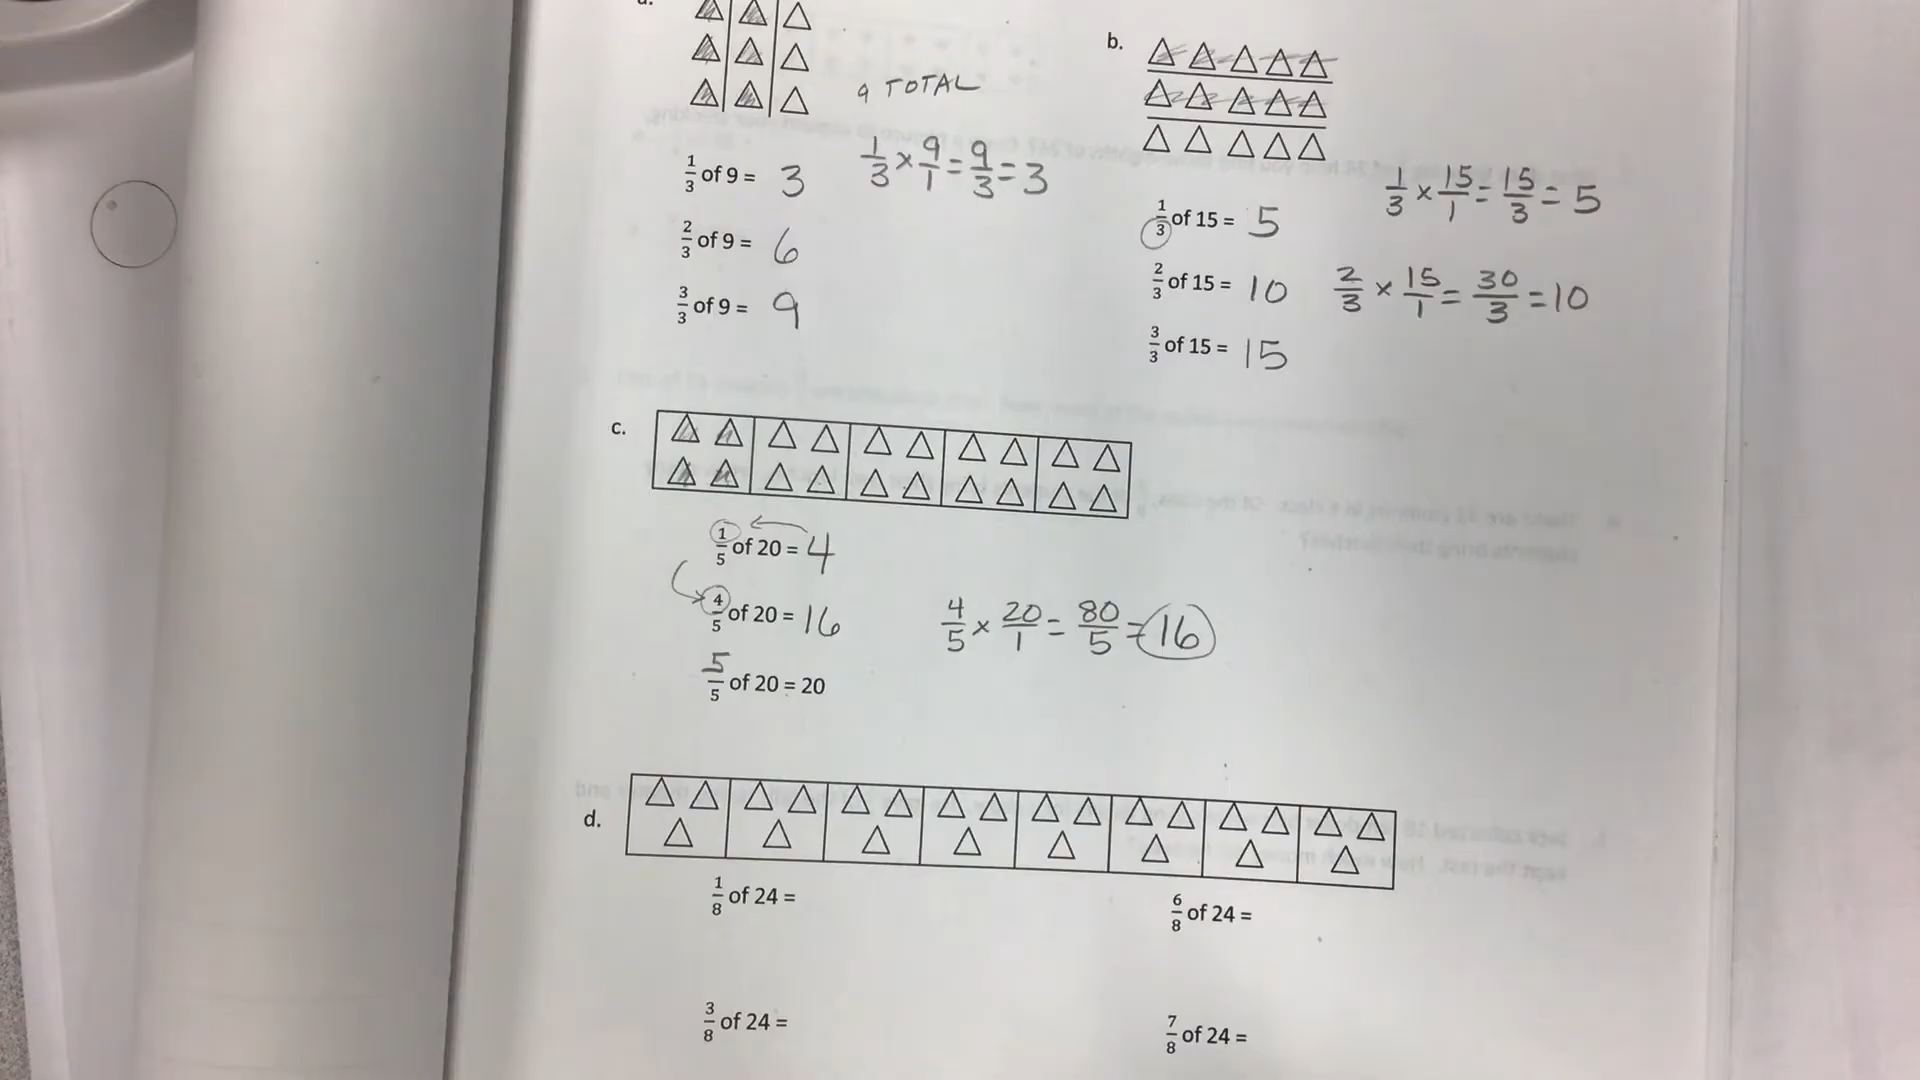 9 TOTAL
1/3 of 9 = 3
1/3 × 9/1 = 9/3 = 3
2/3 of 9 = 6
3/3 of 9 = 9
b.
1/3 of 15 = 5
1/3 × 15/1 = 15/3 = 5
2/3 of 15 = 10
2/3 × 15/1 = 30/3 = 10
3/3 of 15 = 15
c.
1/5 of 20 = 4
4/5 of 20 = 16
4/5 × 20/1 = 80/5 = 16
5/5 of 20 = 20
d.
1/8 of 24 =
6/8 of 24 =
3/8 of 24 =
7/8 of 24 =